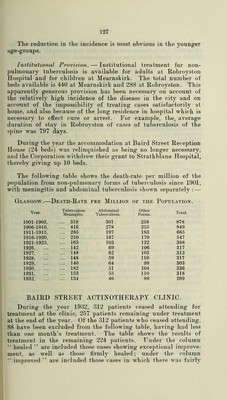 127
The reduction in the incidence is most obvious in the younger
age-groups.
Institutional Provision. — Institutional treatment for non-
pulmonary tuberculosis is available for adults at Robroyston
Hospital and for children at Mearnskirk. The total number of
beds available is 440 at Mearnskirk and 288 at Robroyston. This
apparently generous provision has been necessary on account of
the relatively high incidence of the disease in the city and on
account of the impossibility of treating cases satisfactorily at
home, and also because of the long residence in hospital which is
necessary to effect cure or arrest. For example, the average
duration of stay in Robroyston of cases of tuberculosis of the
spine was 797 days.
During the year the accommodation at Baird Street Reception
House (24 beds) was relinquished as being no longer necessary,
and the Corporation withdrew their grant to Strathblane Hospital,
thereby giving up 10 beds.
The following table shows the death-rate per million of the
population from non-pulmonary forms of tuberculosis since 1901,
with meningitis and abdominal tuberculosis shown separately :—
Glasgow.—Death-Rate per Million of the Population.
Year. Tuberculous Meningitis. Abdominal Tuberculosis. Other Forms. Total
1901-1905, 519 258 878
1906-1910, 416 278 255 949
1911-1915, 285 197 183 665
1916-1920, 210 167 170 547
1921-1925, 163 103 122 388
1926, 142 69 106 317
1927, 148 62 103 313
1928, 148 59 110 317
1929, 140 64 99 303
1930, 182 51 104 336
1931, 153 55 110 318
1932, 154 46 89 289
BAIRD STREET ACTINOTHERAPY CLINIC.
During the year 1932, 312 patients ceased attending for
treatment at the clinic, 257 patients remaining under treatment
at the end of the year. Of the 312 patients who ceased attending,
88 have been excluded from the following table, having had less
than one month's treatment. The table shows the results of
treatment in the remaining 224 patients. Under the column
" healed " are included those cases showing exceptional improve-
ment, as well as those firmly healed; under the column
" improved " are included those cases in which there was fairly